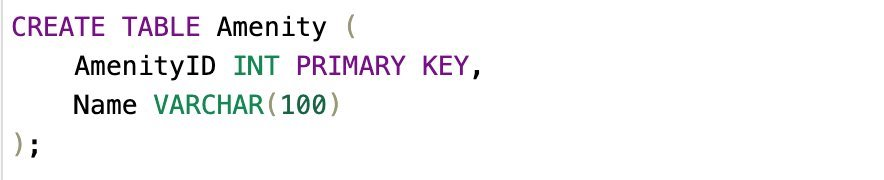 CREATE TABLE Amenity (
    AmenityID INT PRIMARY KEY,
    Name VARCHAR(100)
);